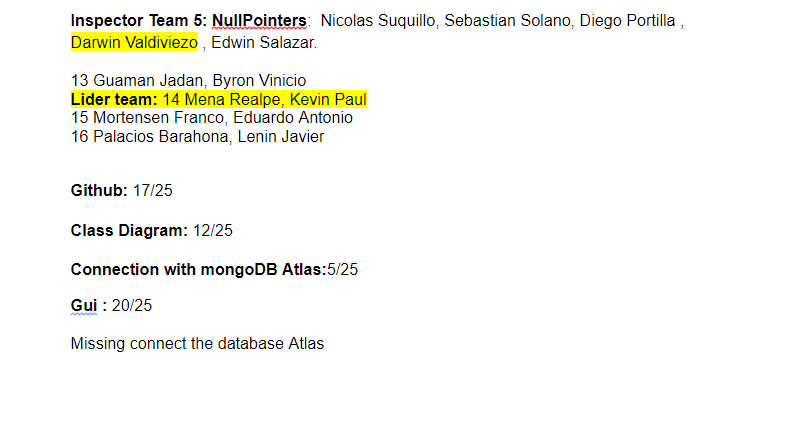 Inspector Team 5: NullPointers:  Nicolas Suquillo, Sebastian Solano, Diego Portilla ,
Darwin Valdiviezo , Edwin Salazar.
13 Guaman Jadan, Byron Vinicio
Lider team: 14 Mena Realpe, Kevin Paul
15 Mortensen Franco, Eduardo Antonio
16 Palacios Barahona, Lenin Javier
Github: 17/25
Class Diagram: 12/25
Connection with mongoDB Atlas:5/25
Gui : 20/25
Missing connect the database Atlas